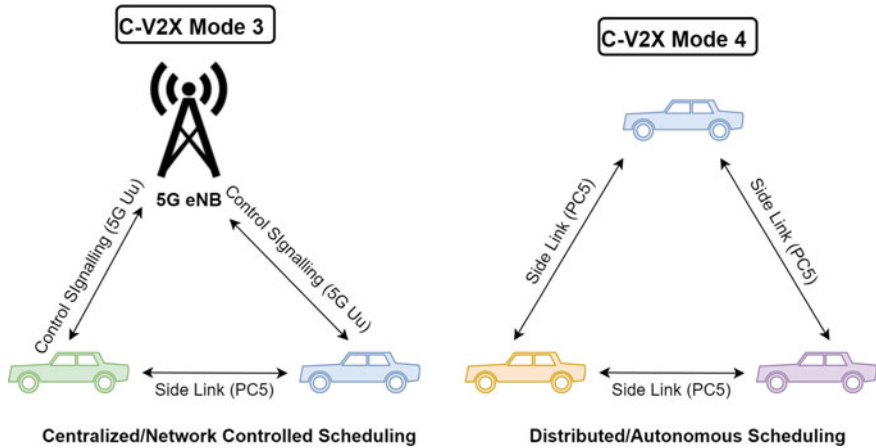 C-V2X Mode 3
C-V2X Mode 4
5G eNB
Control SIgnalling (5G Uu)
Control SIgnalling (5G Uu)
Side Link (PC5)
Side Link (PC5)
Side Link (PC5)
Side Link (PC5)
Centralized/Network Controlled Scheduling
Distributed/Autonomous Scheduling